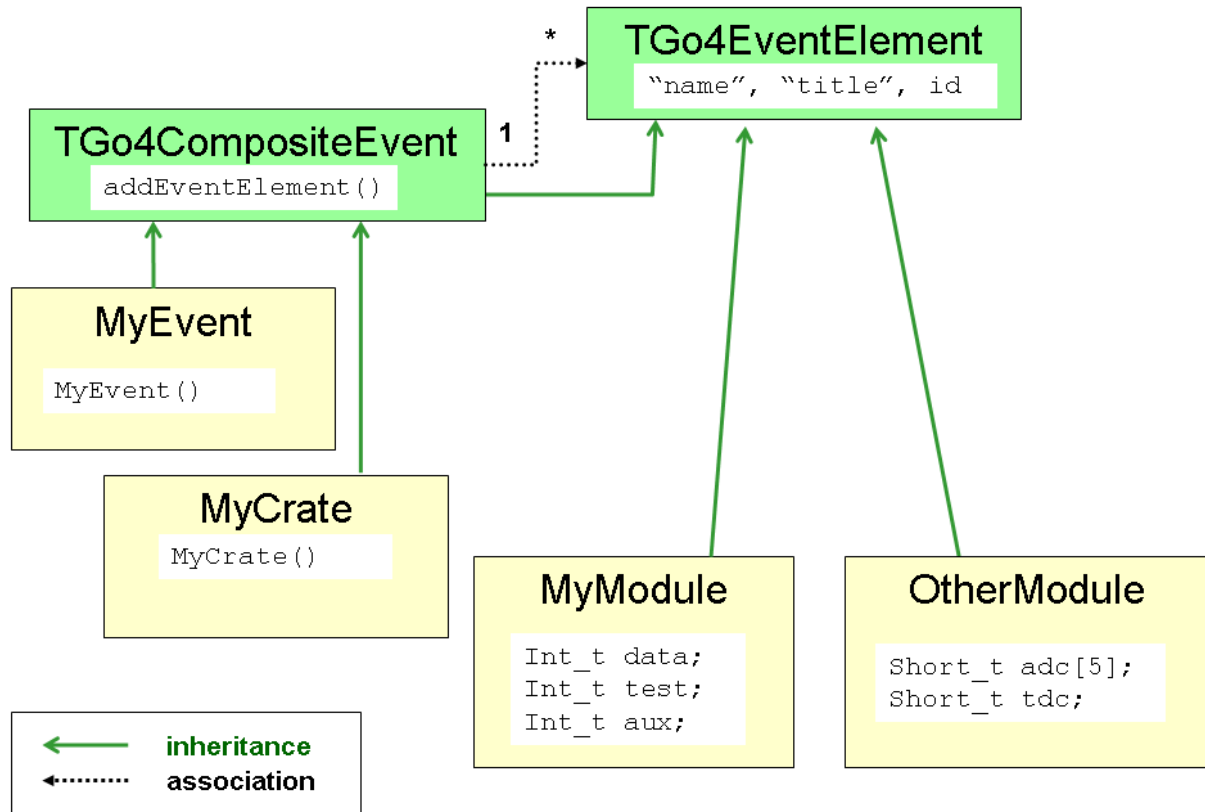 *
TGo4EventElement
“name”, “title”, id
1
TGo4CompositeEvent
addEventElement()
MyEvent
MyEvent()
MyCrate
MyCrate()
MyModule
Int_t data;
Int_t test;
Int_t aux;
OtherModule
Short_t adc[5];
Short_t tdc;
inheritance
association